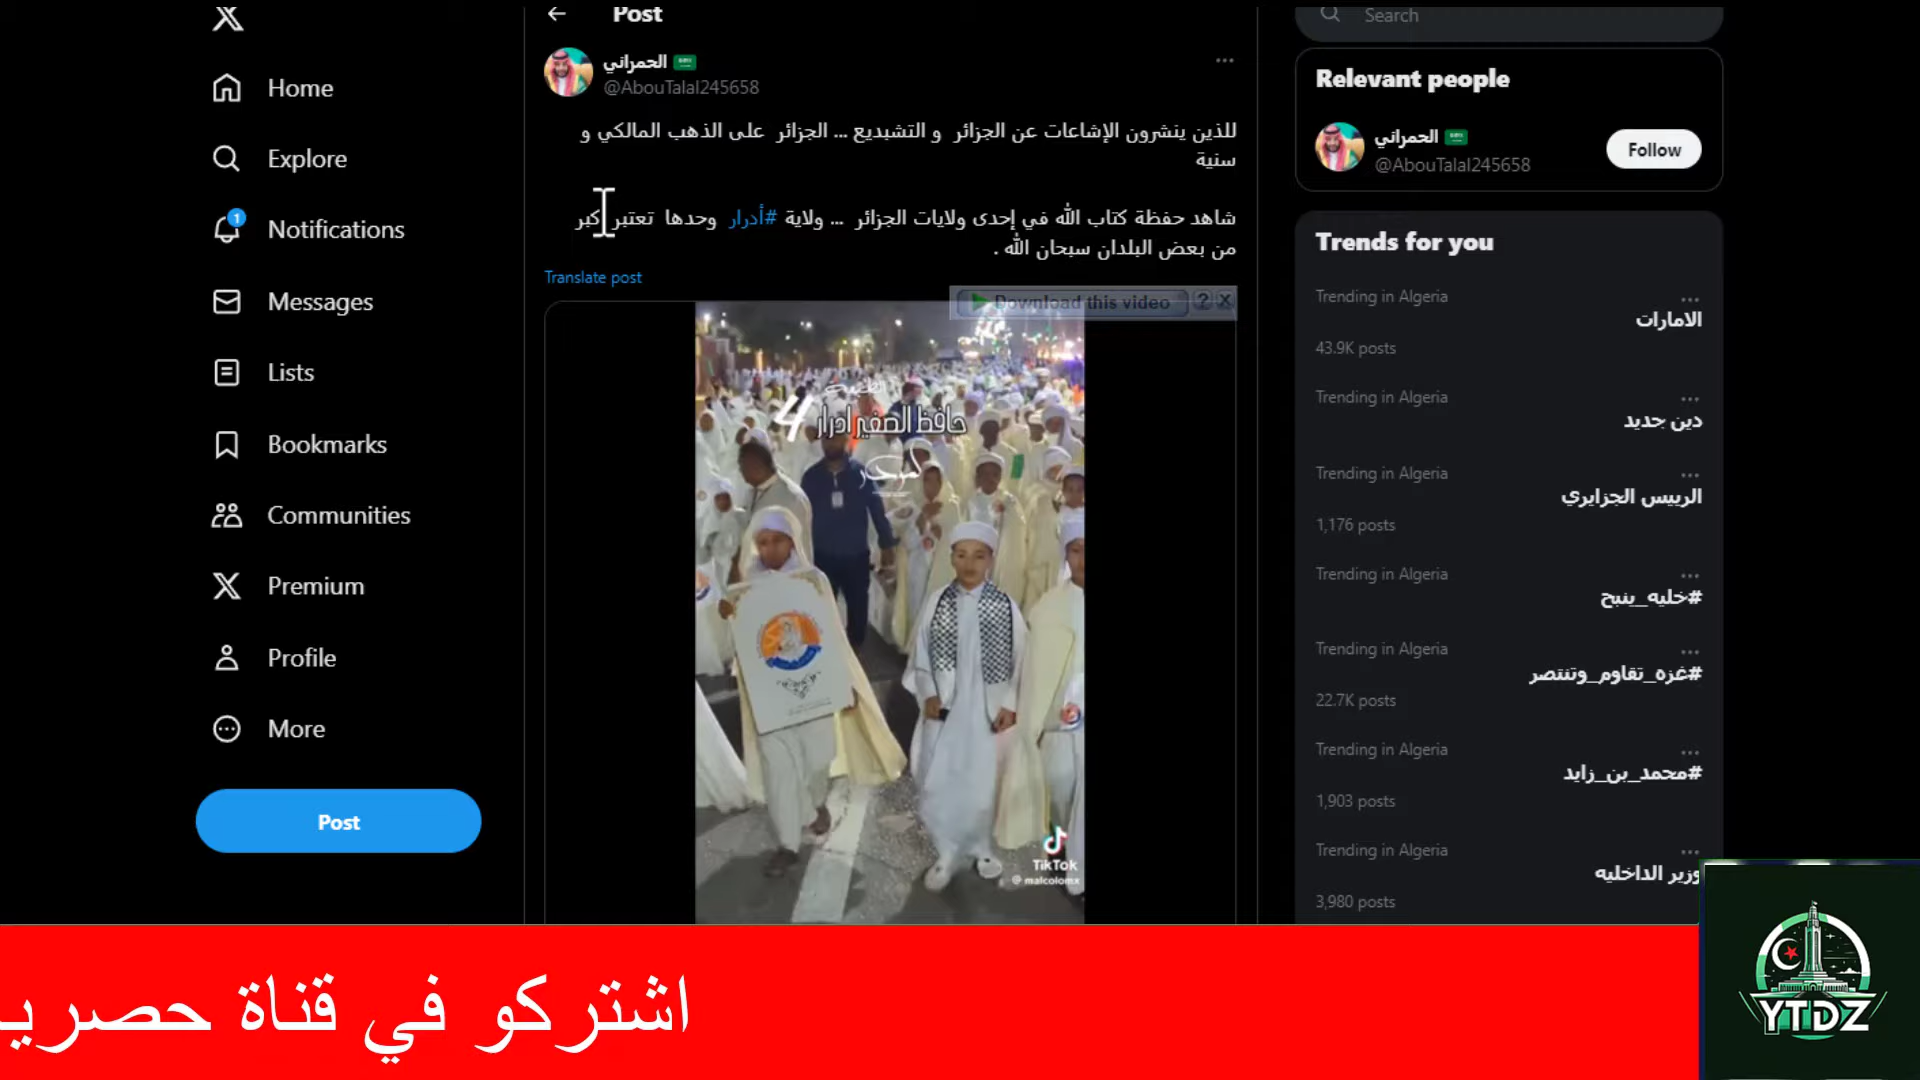 Home
Explore
1
Notifications
Messages
Lists
Bookmarks
Communities
Premium
Profile
More
Post
Post
الحمراني
@AbouTalal245658
للذين ينشرون الإشاعات عن الجزائر و التشبديع ... الجزائر على الذهب المالكي و
سنية
شاهد حفظة كتاب الله في إحدى ولايات الجزائر ... ولاية #أدرار وحدها تعتبر كبر
من بعض البلدان سبحان الله .
Translate post
Download this video ? X
4
حافظ الصغير ادرار
TikTok
@malcolomx
Search
Relevant people
الحمراني
@AbouTalal245658
Follow
Trends for you
Trending in Algeria
الامارات
43.9K posts
Trending in Algeria
دين جديد
Trending in Algeria
الرييس الجزايري
1,176 posts
Trending in Algeria
#خليه_ينبح
Trending in Algeria
#غزه_تقاوم_وتنتصر
22.7K posts
Trending in Algeria
#محمد_بن_زايد
1,903 posts
Trending in Algeria
وزير الداخليه
3,980 posts
اشتركو في قناة حصريـ
YTDZ